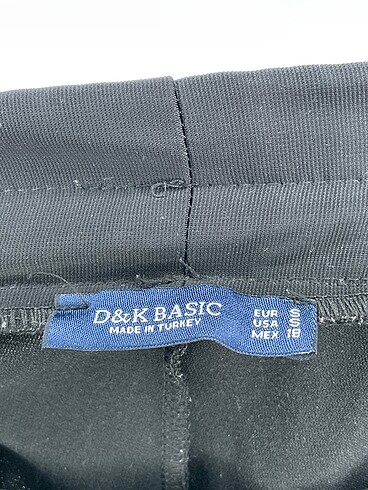 D&K BASIC
MADE IN TURKEY
EUR S
USA S
MEX 18